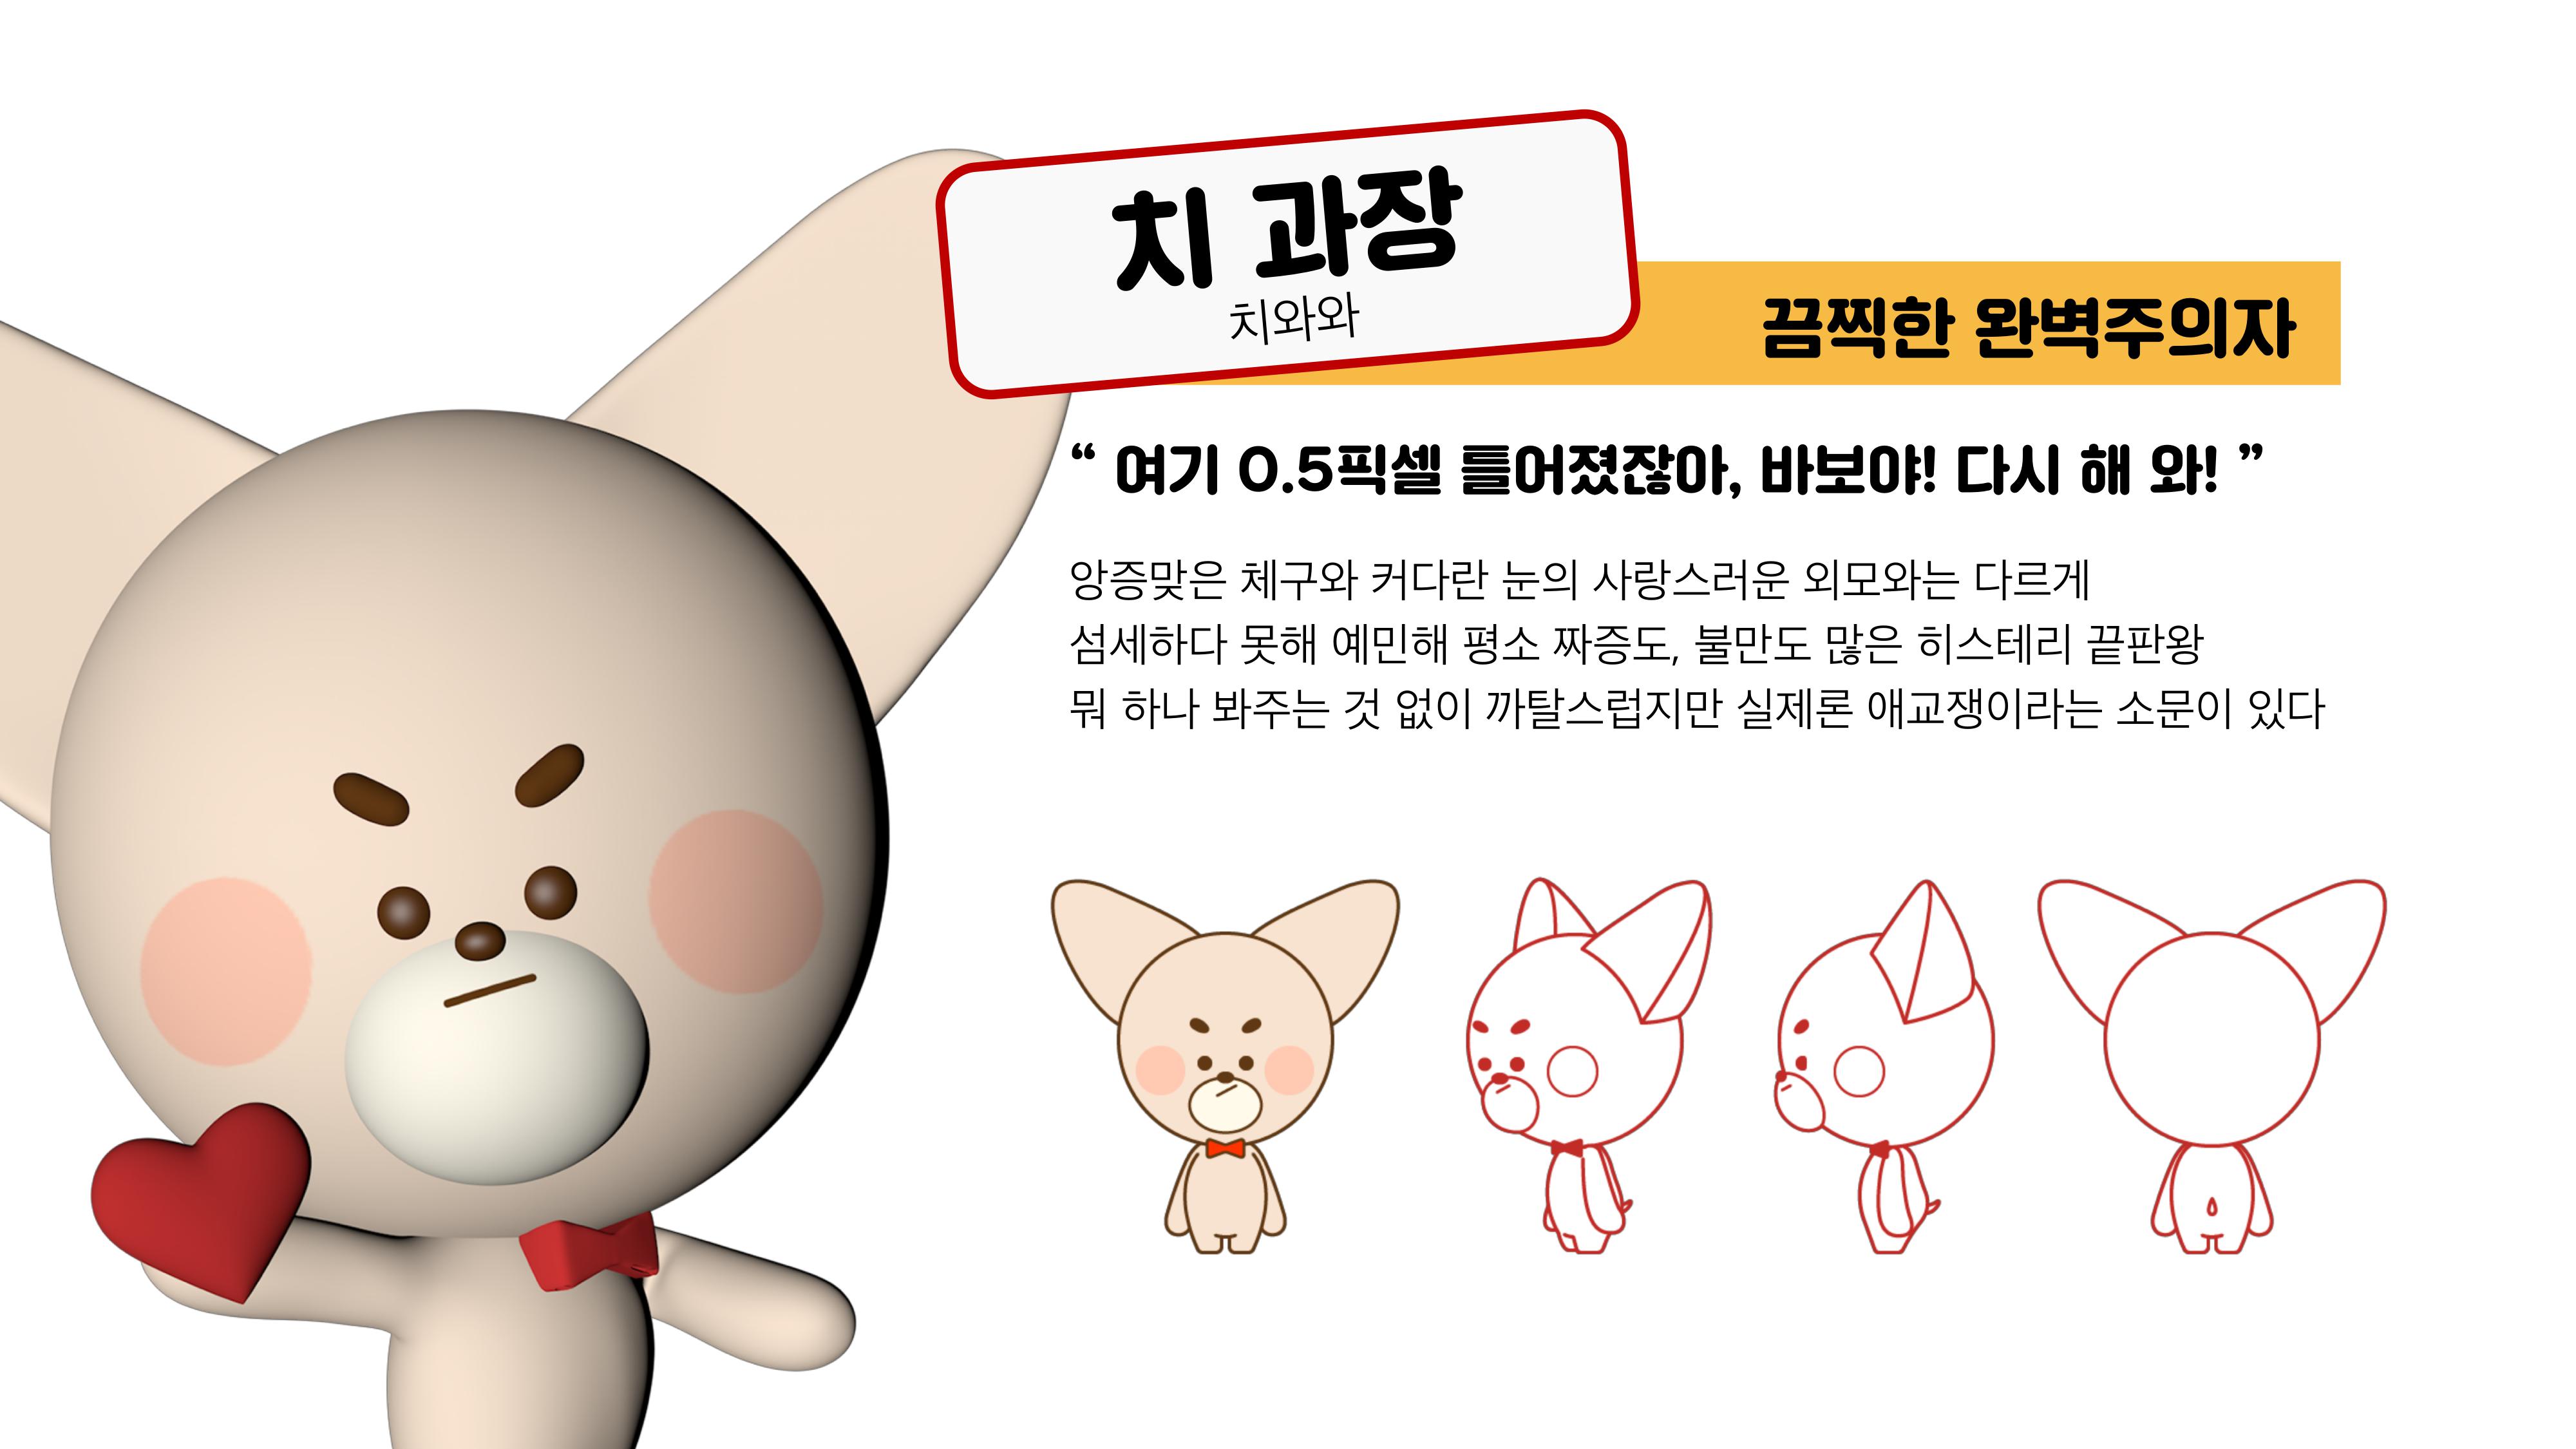 치 과장
치와와
끔찍한 완벽주의자
“ 여기 0.5픽셀 틀어졌잖아, 바보야! 다시 해 와! ”
앙증맞은 체구와 커다란 눈의 사랑스러운 외모와는 다르게
섬세하다 못해 예민해 평소 짜증도, 불만도 많은 히스테리 끝판왕
뭐 하나 봐주는 것 없이 까탈스럽지만 실제론 애교쟁이라는 소문이 있다